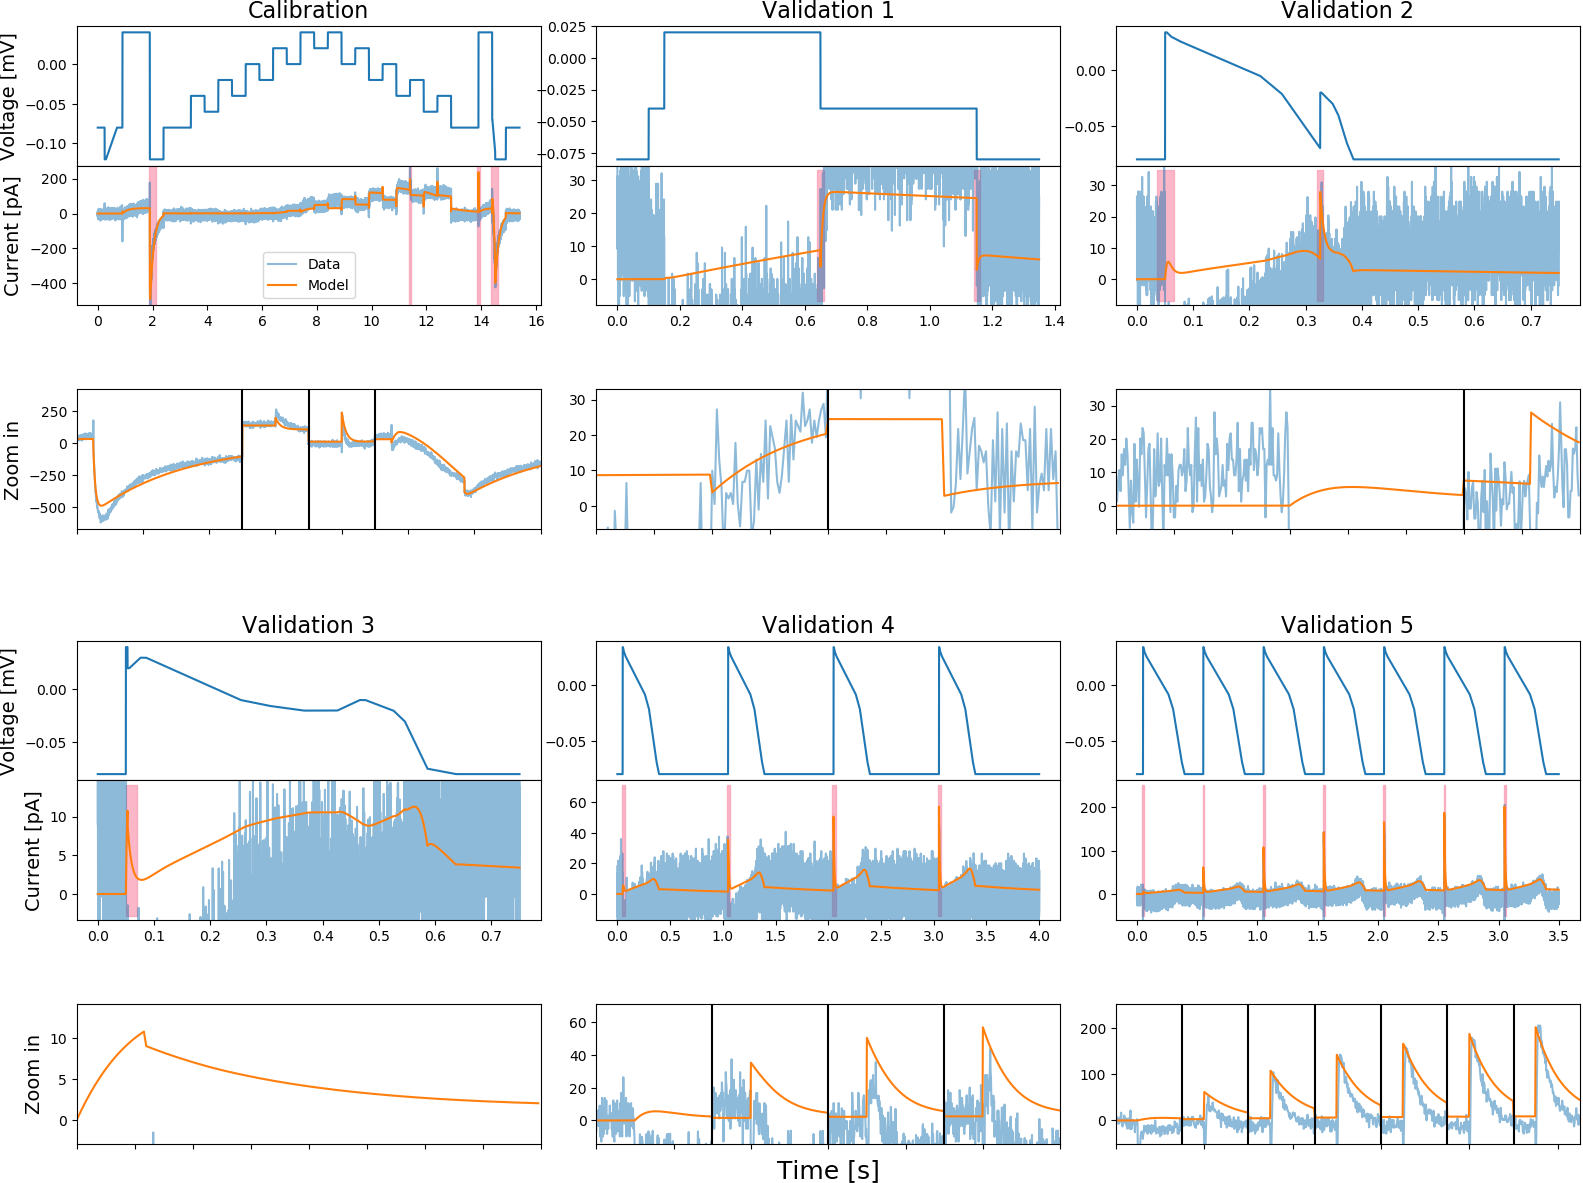 Calibration
Validation 1
Validation 2
Voltage [mV]
0.00
−0.05
−0.10
0.025
0.000
−0.025
−0.050
−0.075
0.00
−0.05
Current [pA]
200
0
−200
−400
Data
Model
30
20
10
0
30
20
10
0
0 2 4 6 8 10 12 14 16
0.0 0.2 0.4 0.6 0.8 1.0 1.2 1.4
0.0 0.1 0.2 0.3 0.4 0.5 0.6 0.7
Zoom in
250
0
−250
−500
30
20
10
0
30
20
10
0
Validation 3
Validation 4
Validation 5
Voltage [mV]
0.00
−0.05
0.00
−0.05
0.00
−0.05
Current [pA]
10
5
0
60
40
20
0
200
100
0
0.0 0.1 0.2 0.3 0.4 0.5 0.6 0.7
0.0 0.5 1.0 1.5 2.0 2.5 3.0 3.5 4.0
0.0 0.5 1.0 1.5 2.0 2.5 3.0 3.5
Zoom in
10
5
0
60
40
20
0
200
100
0
Time [s]